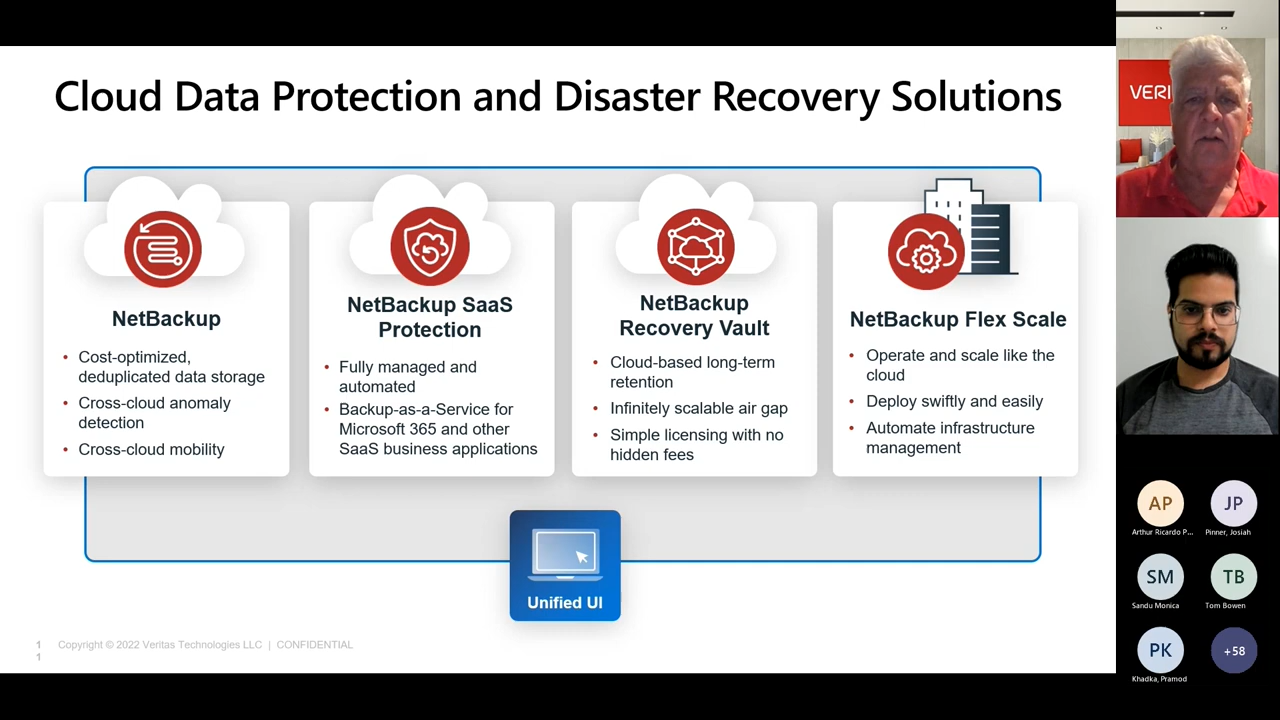 Cloud Data Protection and Disaster Recovery Solutions
NetBackup
• Cost-optimized,
deduplicated data storage
• Cross-cloud anomaly
detection
• Cross-cloud mobility
NetBackup SaaS
Protection
• Fully managed and
automated
• Backup-as-a-Service for
Microsoft 365 and other
SaaS business applications
NetBackup
Recovery Vault
• Cloud-based long-term
retention
• Infinitely scalable air gap
• Simple licensing with no
hidden fees
NetBackup Flex Scale
• Operate and scale like the
cloud
• Deploy swiftly and easily
• Automate infrastructure
management
Unified UI
1
1
Copyright © 2022 Veritas Technologies LLC | CONFIDENTIAL
VERI
AP
JP
Arthur Ricardo P...
Pinner, Josiah
SM
TB
Sandu Monica
Tom Bowen
PK
+58
Khadka, Pramod